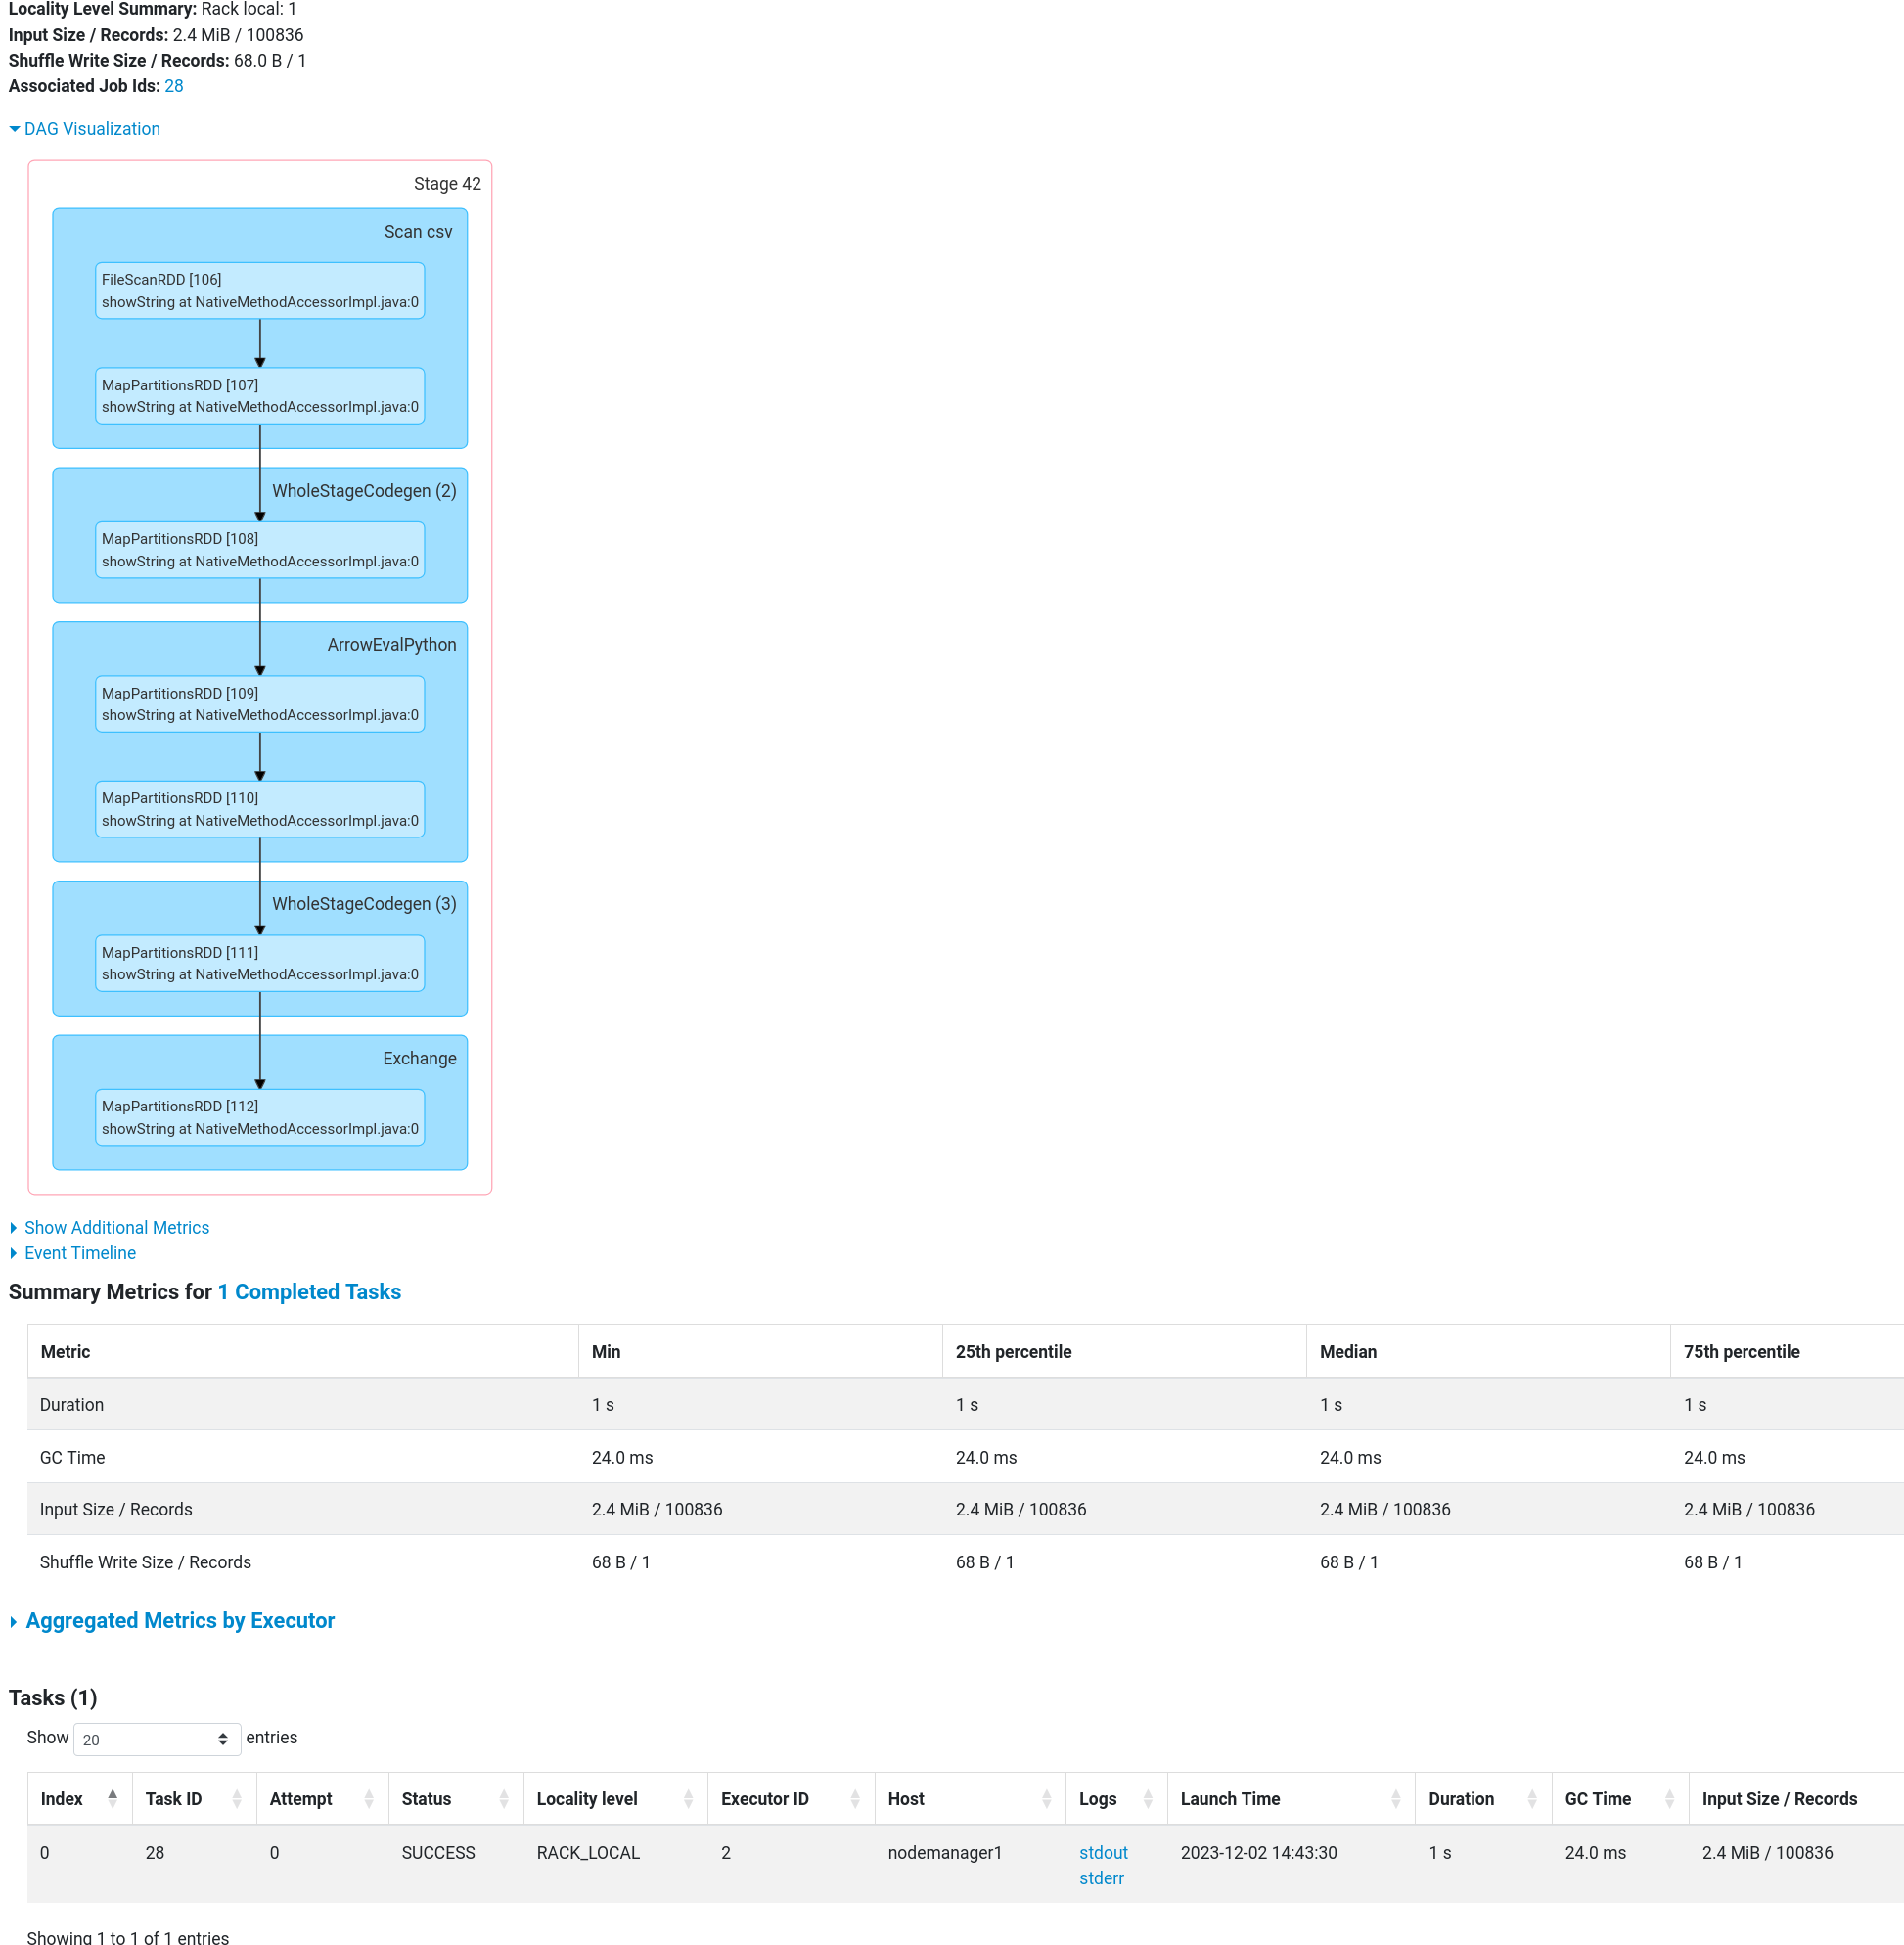 Locality Level Summary: Rack local: 1
Input Size / Records: 2.4 MiB / 100836
Shuffle Write Size / Records: 68.0 B / 1
Associated Job Ids: 28
DAG Visualization
Stage 42
Scan csv
FileScanRDD [106]
showString at NativeMethodAccessorImpl.java:0
MapPartitionsRDD [107]
showString at NativeMethodAccessorImpl.java:0
WholeStageCodegen (2)
MapPartitionsRDD [108]
showString at NativeMethodAccessorImpl.java:0
ArrowEvalPython
MapPartitionsRDD [109]
showString at NativeMethodAccessorImpl.java:0
MapPartitionsRDD [110]
showString at NativeMethodAccessorImpl.java:0
WholeStageCodegen (3)
MapPartitionsRDD [111]
showString at NativeMethodAccessorImpl.java:0
Exchange
MapPartitionsRDD [112]
showString at NativeMethodAccessorImpl.java:0
Show Additional Metrics
Event Timeline
Summary Metrics for 1 Completed Tasks
Metric Min 25th percentile Median 75th percentile
Duration 1 s 1 s 1 s 1 s
GC Time 24.0 ms 24.0 ms 24.0 ms 24.0 ms
Input Size / Records 2.4 MiB / 100836 2.4 MiB / 100836 2.4 MiB / 100836 2.4 MiB / 100836
Shuffle Write Size / Records 68 B / 1 68 B / 1 68 B / 1 68 B / 1
Aggregated Metrics by Executor
Tasks (1)
Show 20 entries
Index Task ID Attempt Status Locality level Executor ID Host Logs Launch Time Duration GC Time Input Size / Records
0 28 0 SUCCESS RACK_LOCAL 2 nodemanager1 stdout 2023-12-02 14:43:30 1 s 24.0 ms 2.4 MiB / 100836
stderr
Showing 1 to 1 of 1 entries